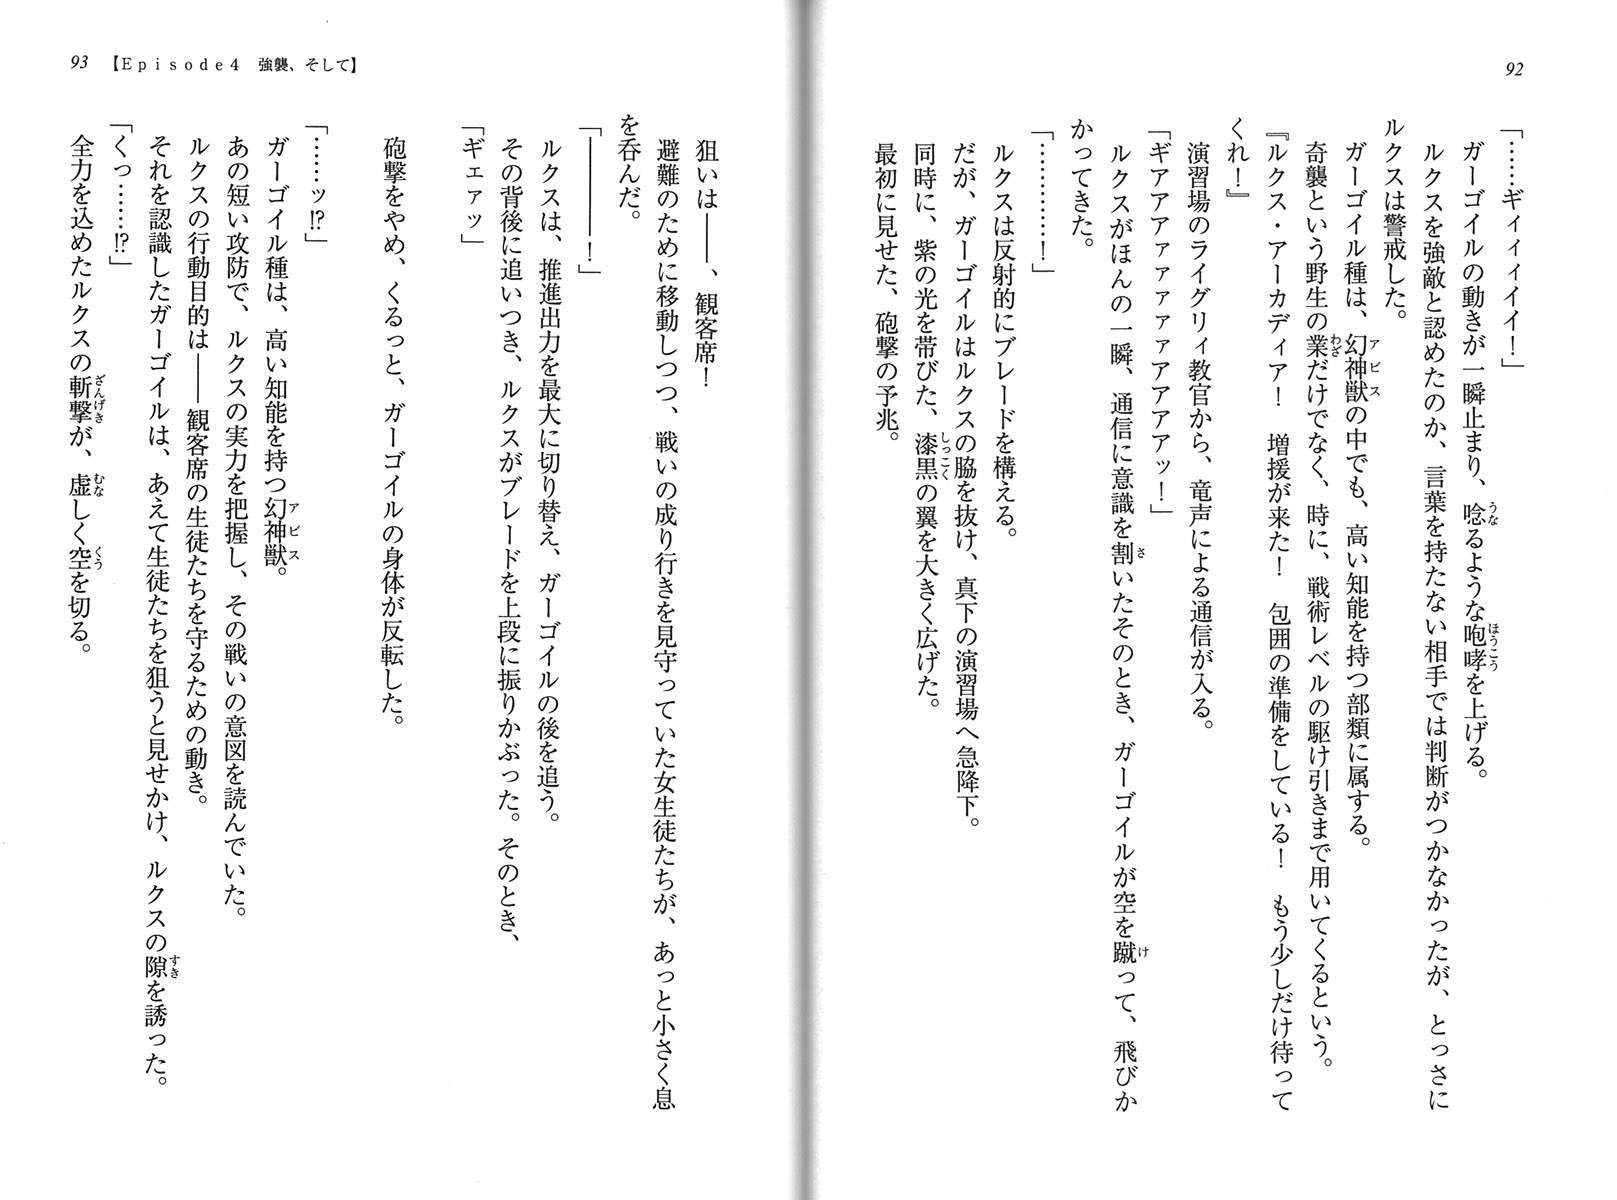 92
「……ギィィィイイ！」
ガーゴイルの動きが一瞬止まり、唸るような咆哮を上げる。
ルクスを強敵と認めたのか、言葉を持たない相手では判断がつかなかったが、とっさに
ルクスは警戒した。
ガーゴイル種は、幻神獣の中でも、高い知能を持つ部類に属する。
奇襲という野生の業だけでなく、時に、戦術レベルの駆け引きまで用いてくるという。
『ルクス・アーカディア！　増援が来た！　包囲の準備をしている！　もう少しだけ待って
くれ！』
演習場のライグリィ教官から、竜声による通信が入る。
「ギアアアァァァァアアアアッ！」
ルクスがほんの一瞬、通信に意識を割いたそのとき、ガーゴイルが空を蹴って、飛びか
かってきた。
「…………！」
ルクスは反射的にブレードを構える。
だが、ガーゴイルはルクスの脇を抜け、真下の演習場へ急降下。
同時に、紫の光を帯びた、漆黒の翼を大きく広げた。
最初に見せた、砲撃の予兆。
93 【Episode4　強襲、そして】
狙いは――、観客席！
避難のために移動しつつ、戦いの成り行きを見守っていた女生徒たちが、あっと小さく息
を呑んだ。
「――――！」
ルクスは、推進出力を最大に切り替え、ガーゴイルの後を追う。
その背後に追いつき、ルクスがブレードを上段に振りかぶった。そのとき、
「ギェァッ」
砲撃をやめ、くるっと、ガーゴイルの身体が反転した。
「……ッ!?」
ガーゴイル種は、高い知能を持つ幻神獣。
あの短い攻防で、ルクスの実力を把握し、その戦いの意図を読んでいた。
ルクスの行動目的は――観客席の生徒たちを守るための動き。
それを認識したガーゴイルは、あえて生徒たちを狙うと見せかけ、ルクスの隙を誘った。
「くっ……!?」
全力を込めたルクスの斬撃が、虚しく空を切る。